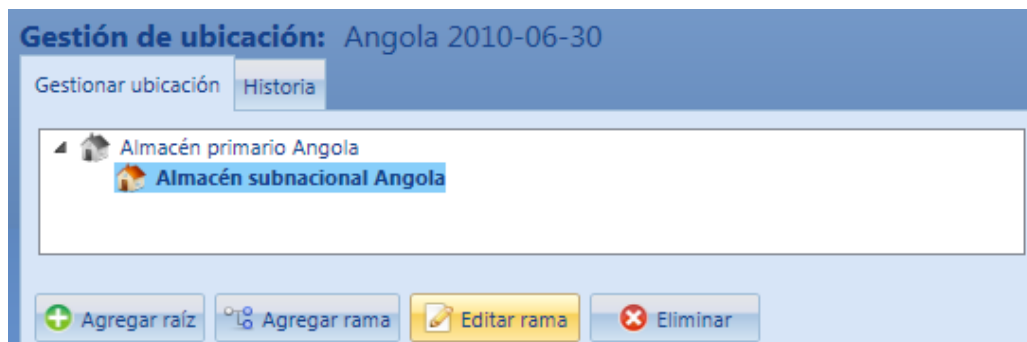 Gestión de ubicación: Angola 2010-06-30
Gestionar ubicación Historia
Almacén primario Angola
Almacén subnacional Angola
Agregar raíz Agregar rama Editar rama Eliminar